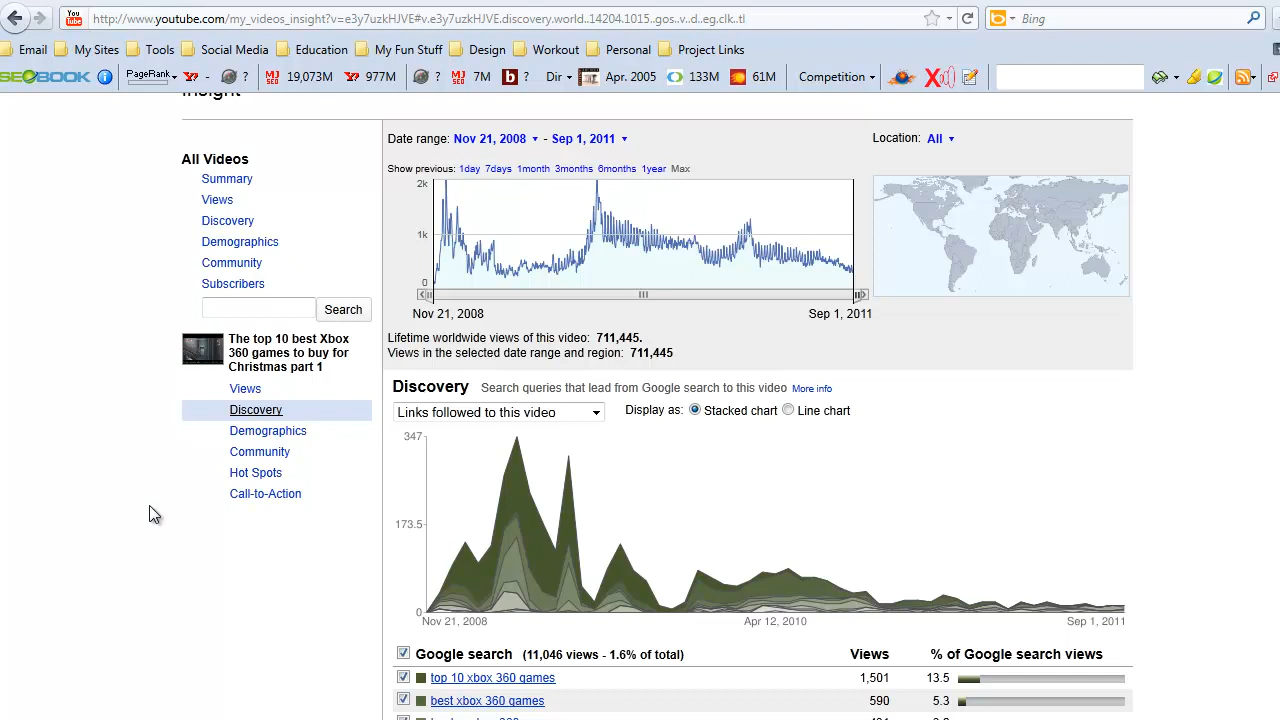 http://www.youtube.com/my_videos_insight?v=e3y7uzkHJVE#v.e3y7uzkHJVE.discovery.world..14204.1015..gos..v..d..eg.clk..tl
Bing
Email My Sites Tools Social Media Education My Fun Stuff Design Workout Personal Project Links
SEOBOOK PageRank - ? 19,073M 977M ? 7M b ? Dir Apr. 2005 133M 61M Competition
Insight
Date range: Nov 21, 2008 - Sep 1, 2011 Location: All
All Videos
Show previous: 1day 7days 1month 3months 6months 1year Max
Summary
Views
Discovery
Demographics
Community
Subscribers
Search
2k
1k
0
Nov 21, 2008 Sep 1, 2011
Lifetime worldwide views of this video: 711,445.
Views in the selected date range and region: 711,445
The top 10 best Xbox
360 games to buy for
Christmas part 1
Views
Discovery
Demographics
Community
Hot Spots
Call-to-Action
Discovery Search queries that lead from Google search to this video More info
Links followed to this video Display as: Stacked chart Line chart
347
173.5
0
Nov 21, 2008 Apr 12, 2010 Sep 1, 2011
Google search (11,046 views - 1.6% of total) Views % of Google search views
top 10 xbox 360 games 1,501 13.5
best xbox 360 games 590 5.3